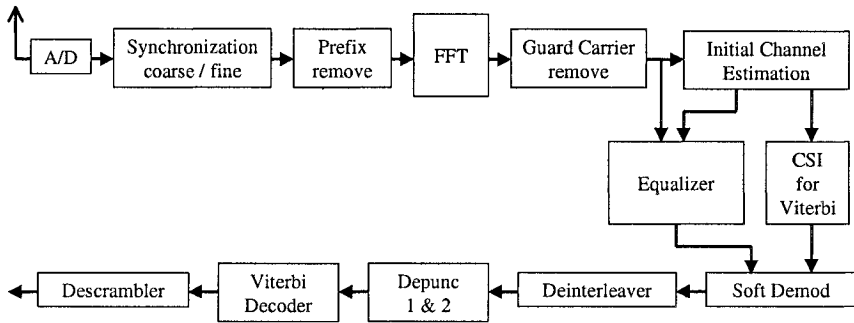 A/D
Synchronization
coarse / fine
Prefix
remove
FFT
Guard Carrier
remove
Initial Channel
Estimation
Equalizer
CSI
for
Viterbi
Descrambler
Viterbi
Decoder
Depunc
1 & 2
Deinterleaver
Soft Demod